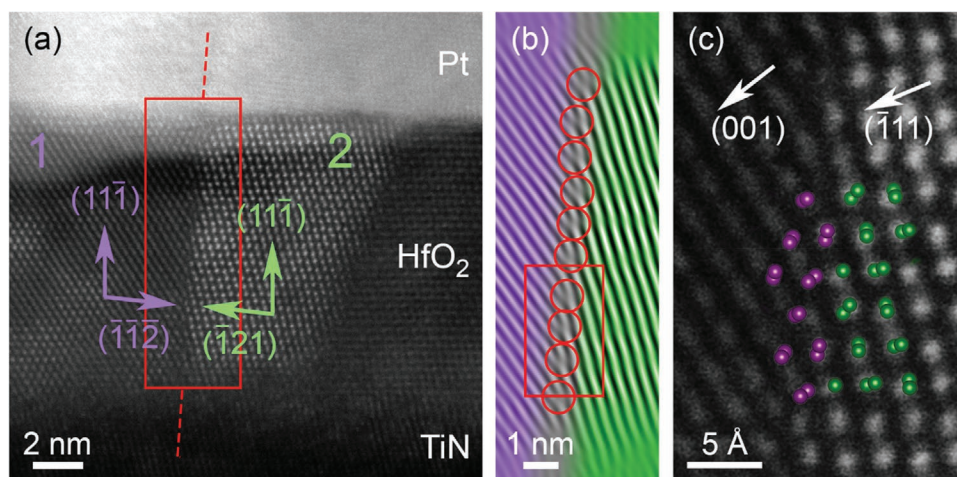 (a)
Pt
1
2
(111̄)
(111̄)
HfO₂
(1̄1̄2̄)
(1̄21)
2 nm
TiN
(b)
1 nm
(c)
(001)
(1̄11)
5 Å